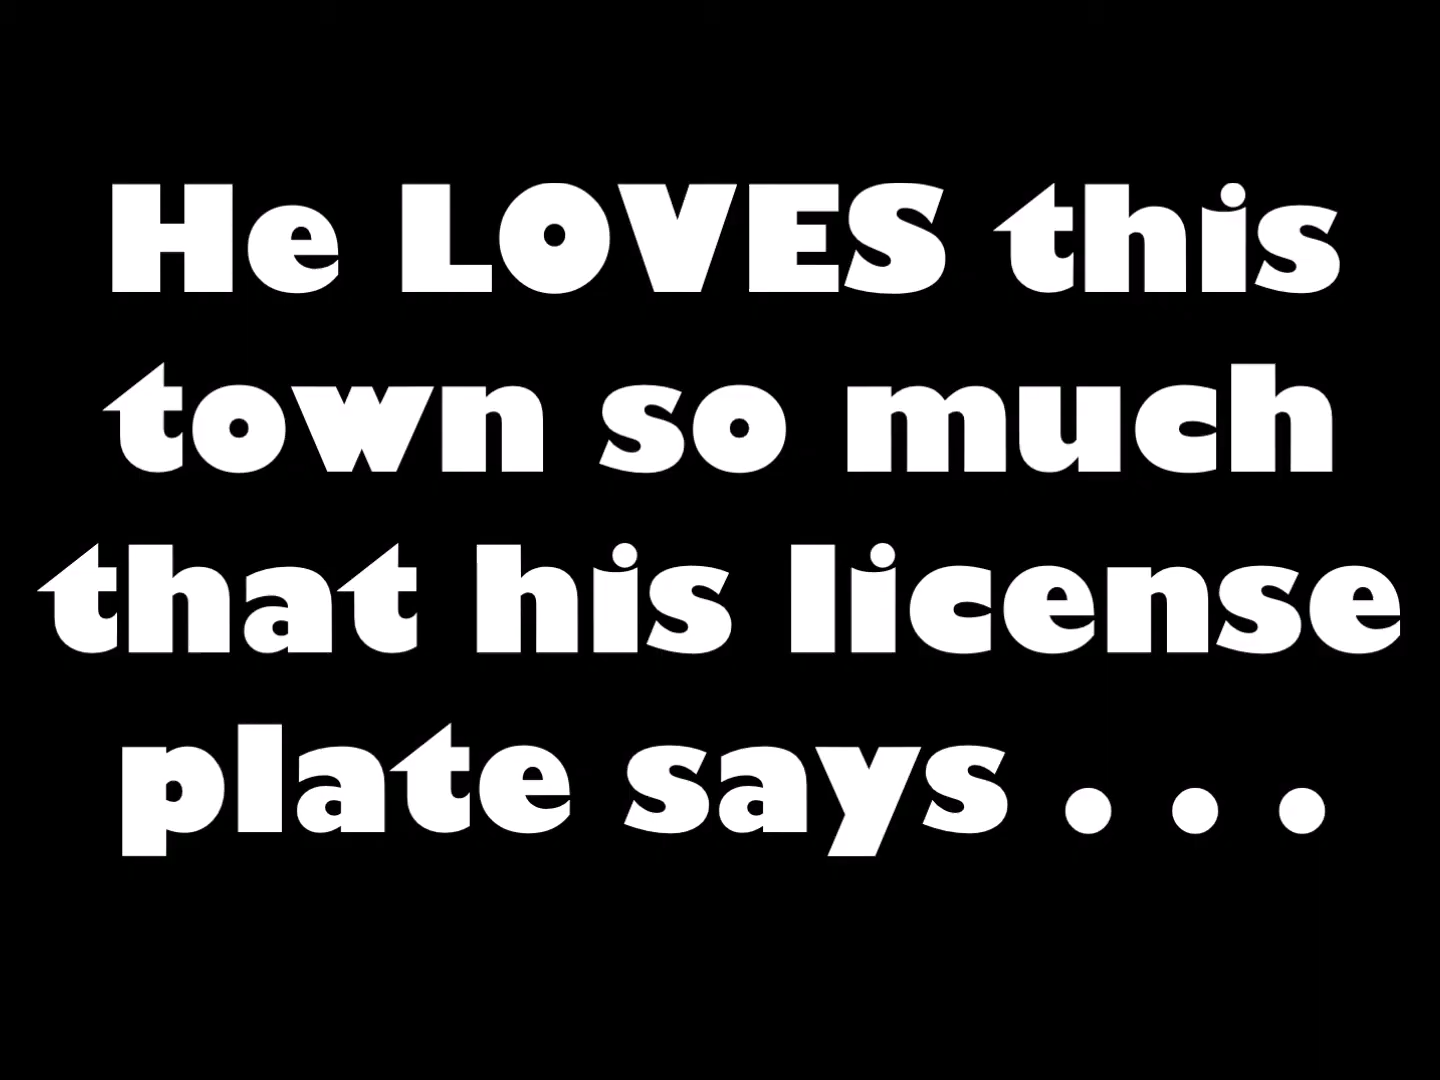 He LOVES this
town so much
that his license
plate says . . .